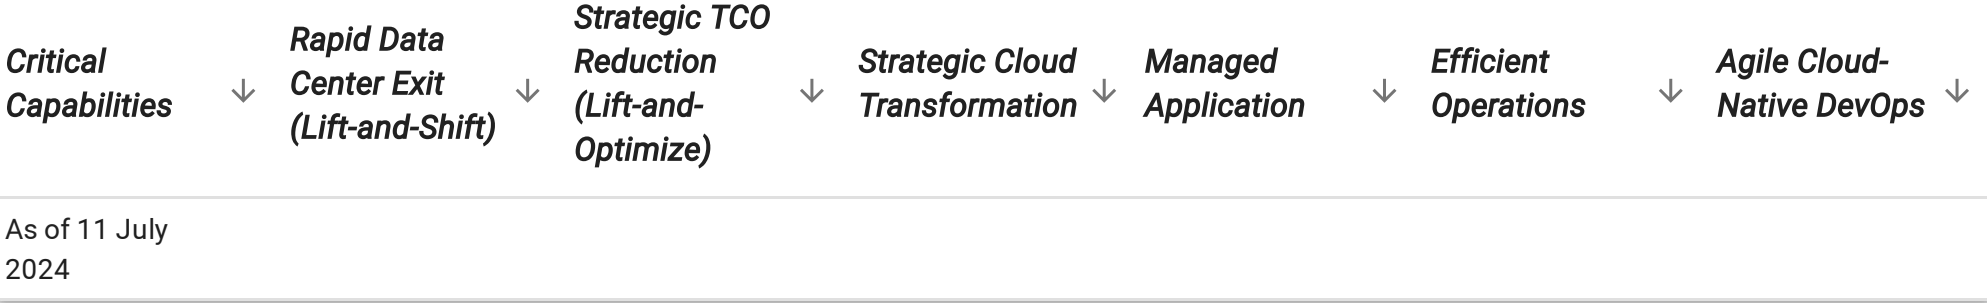 Critical
Capabilities
Rapid Data
Center Exit
(Lift-and-Shift)
Strategic TCO
Reduction
(Lift-and-
Optimize)
Strategic Cloud
Transformation
Managed
Application
Efficient
Operations
Agile Cloud-
Native DevOps
As of 11 July
2024